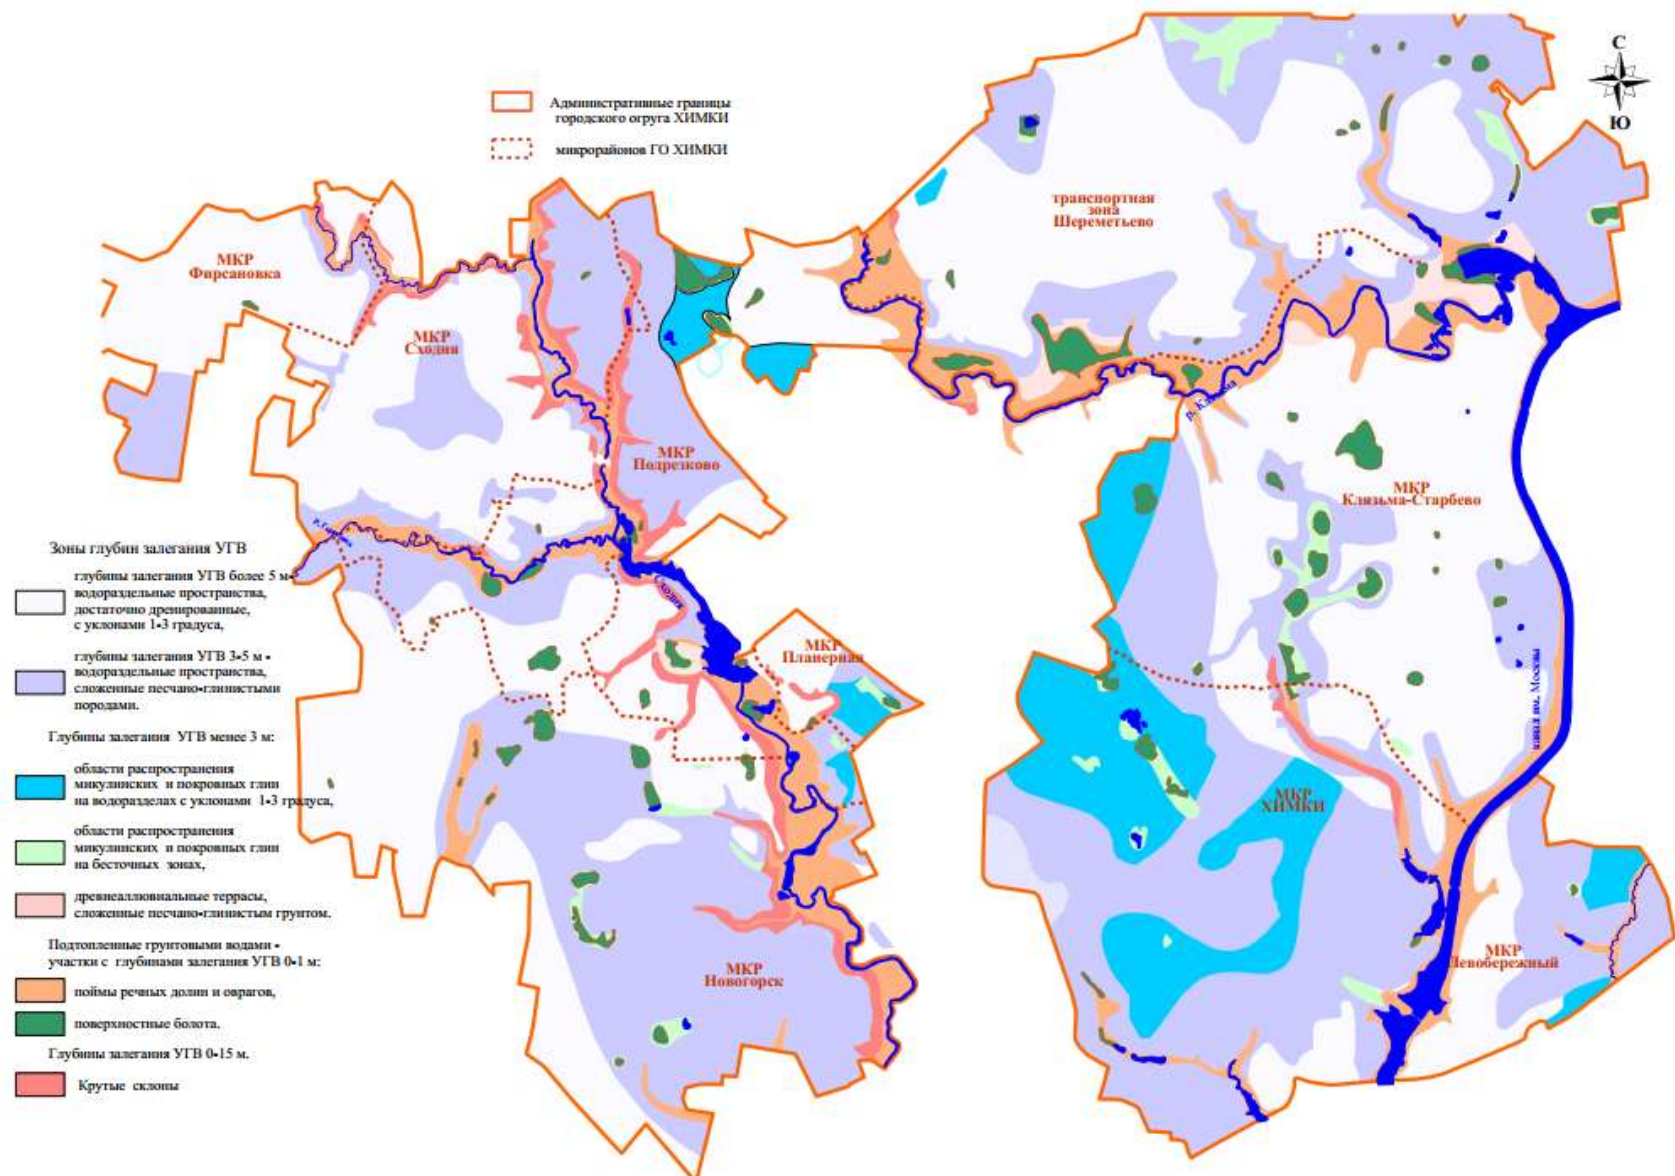 С
Ю
Административные границы
городского огруга ХИМКИ
микрорайонов ГО ХИМКИ
транспортная
зона
Шереметьево
МКР
Фирсановка
МКР
Сходня
МКР
Подрезково
р. Клязьма
МКР
Клязьма-Старбево
Сходня
МКР
Планерная
канал им. Москвы
МКР
ХИМКИ
МКР
Левобережный
МКР
Новогорск
Зоны глубин залегания УГВ
глубины залегания УГВ более 5 м-
водораздельные пространства,
достаточно дренированные,
с уклонами 1-3 градуса,
глубины залегания УГВ 3-5 м -
водораздельные пространства,
сложенные песчано-глинистыми
породами.
Глубины залегания УГВ менее 3 м:
области распространения
микулинских и покровных глин
на водоразделах с уклонами 1-3 градуса,
области распространения
микулинских и покровных глин
на бесточных зонах,
древнеаллювиальные террасы,
сложенные песчано-глинистым грунтом.
Подтопленные грунтовыми водами -
участки с глубинами залегания УГВ 0-1 м:
поймы речных долин и оврагов,
поверхностные болота.
Глубины залегания УГВ 0-15 м.
Крутые склоны